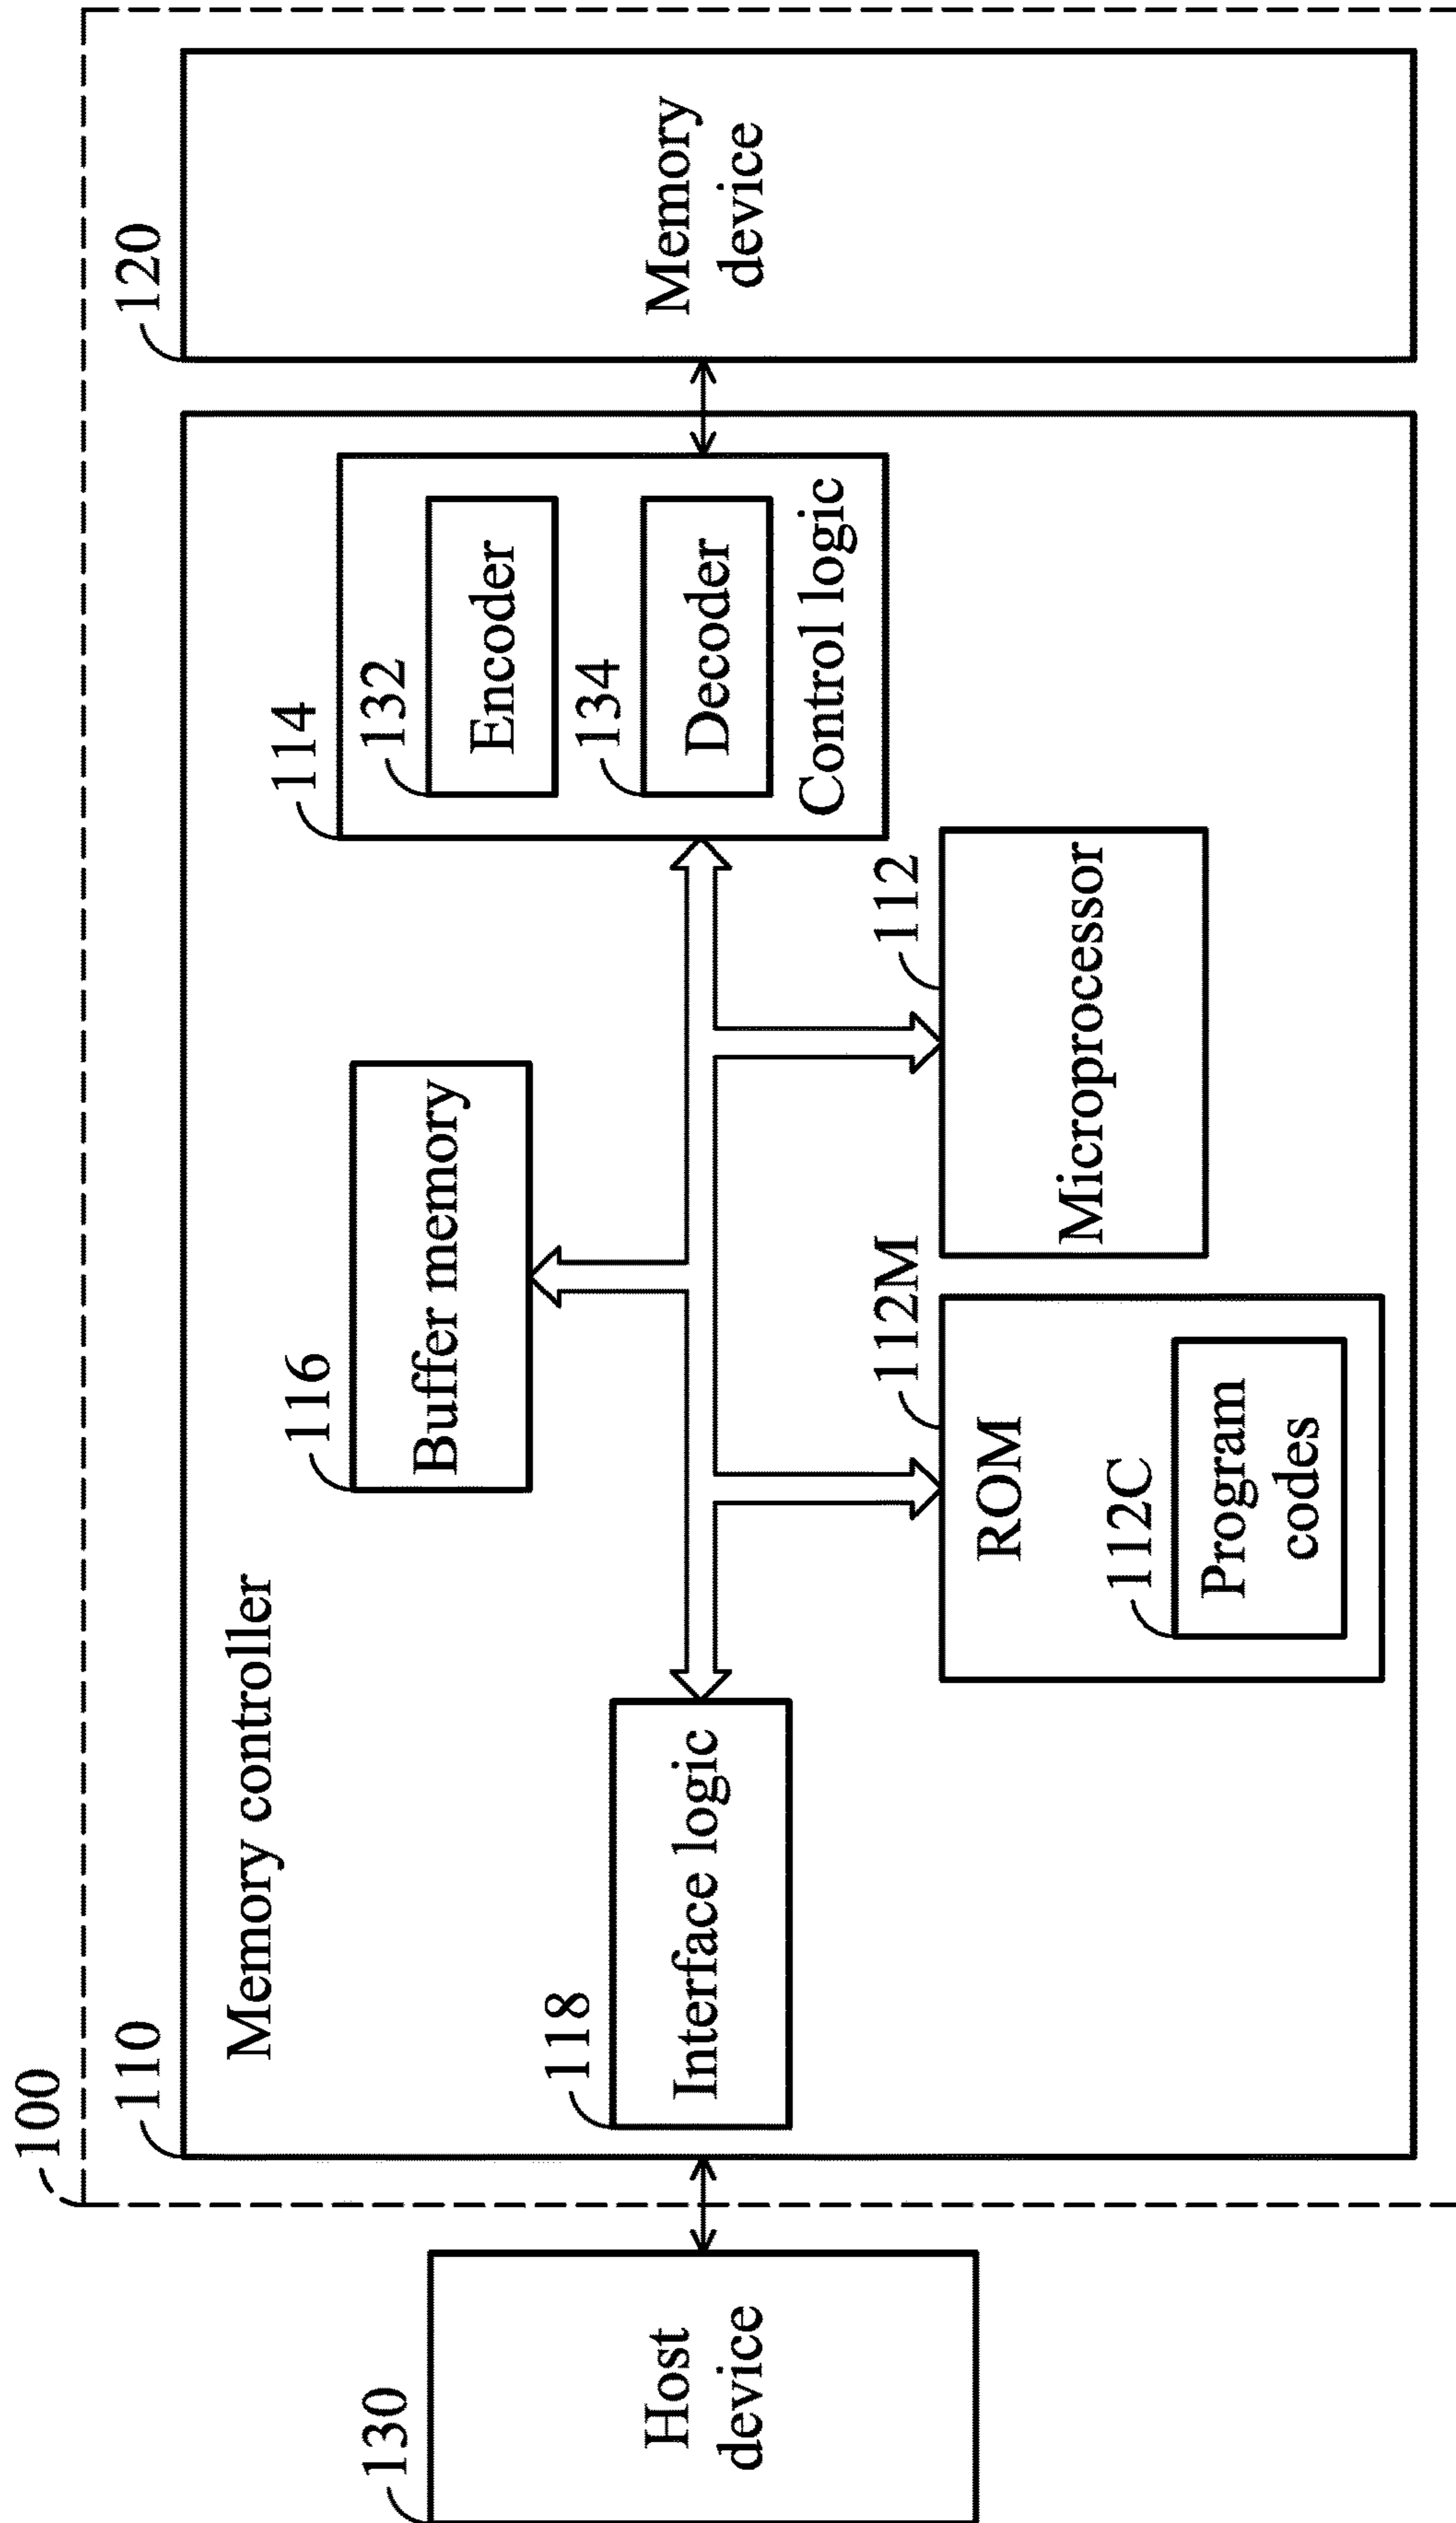 100
110
Memory controller
120
Memory
device
130
Host
device
118
Interface logic
116
Buffer memory
114
132
Encoder
134
Decoder
Control logic
112M
ROM
112C
Program
codes
112
Microprocessor